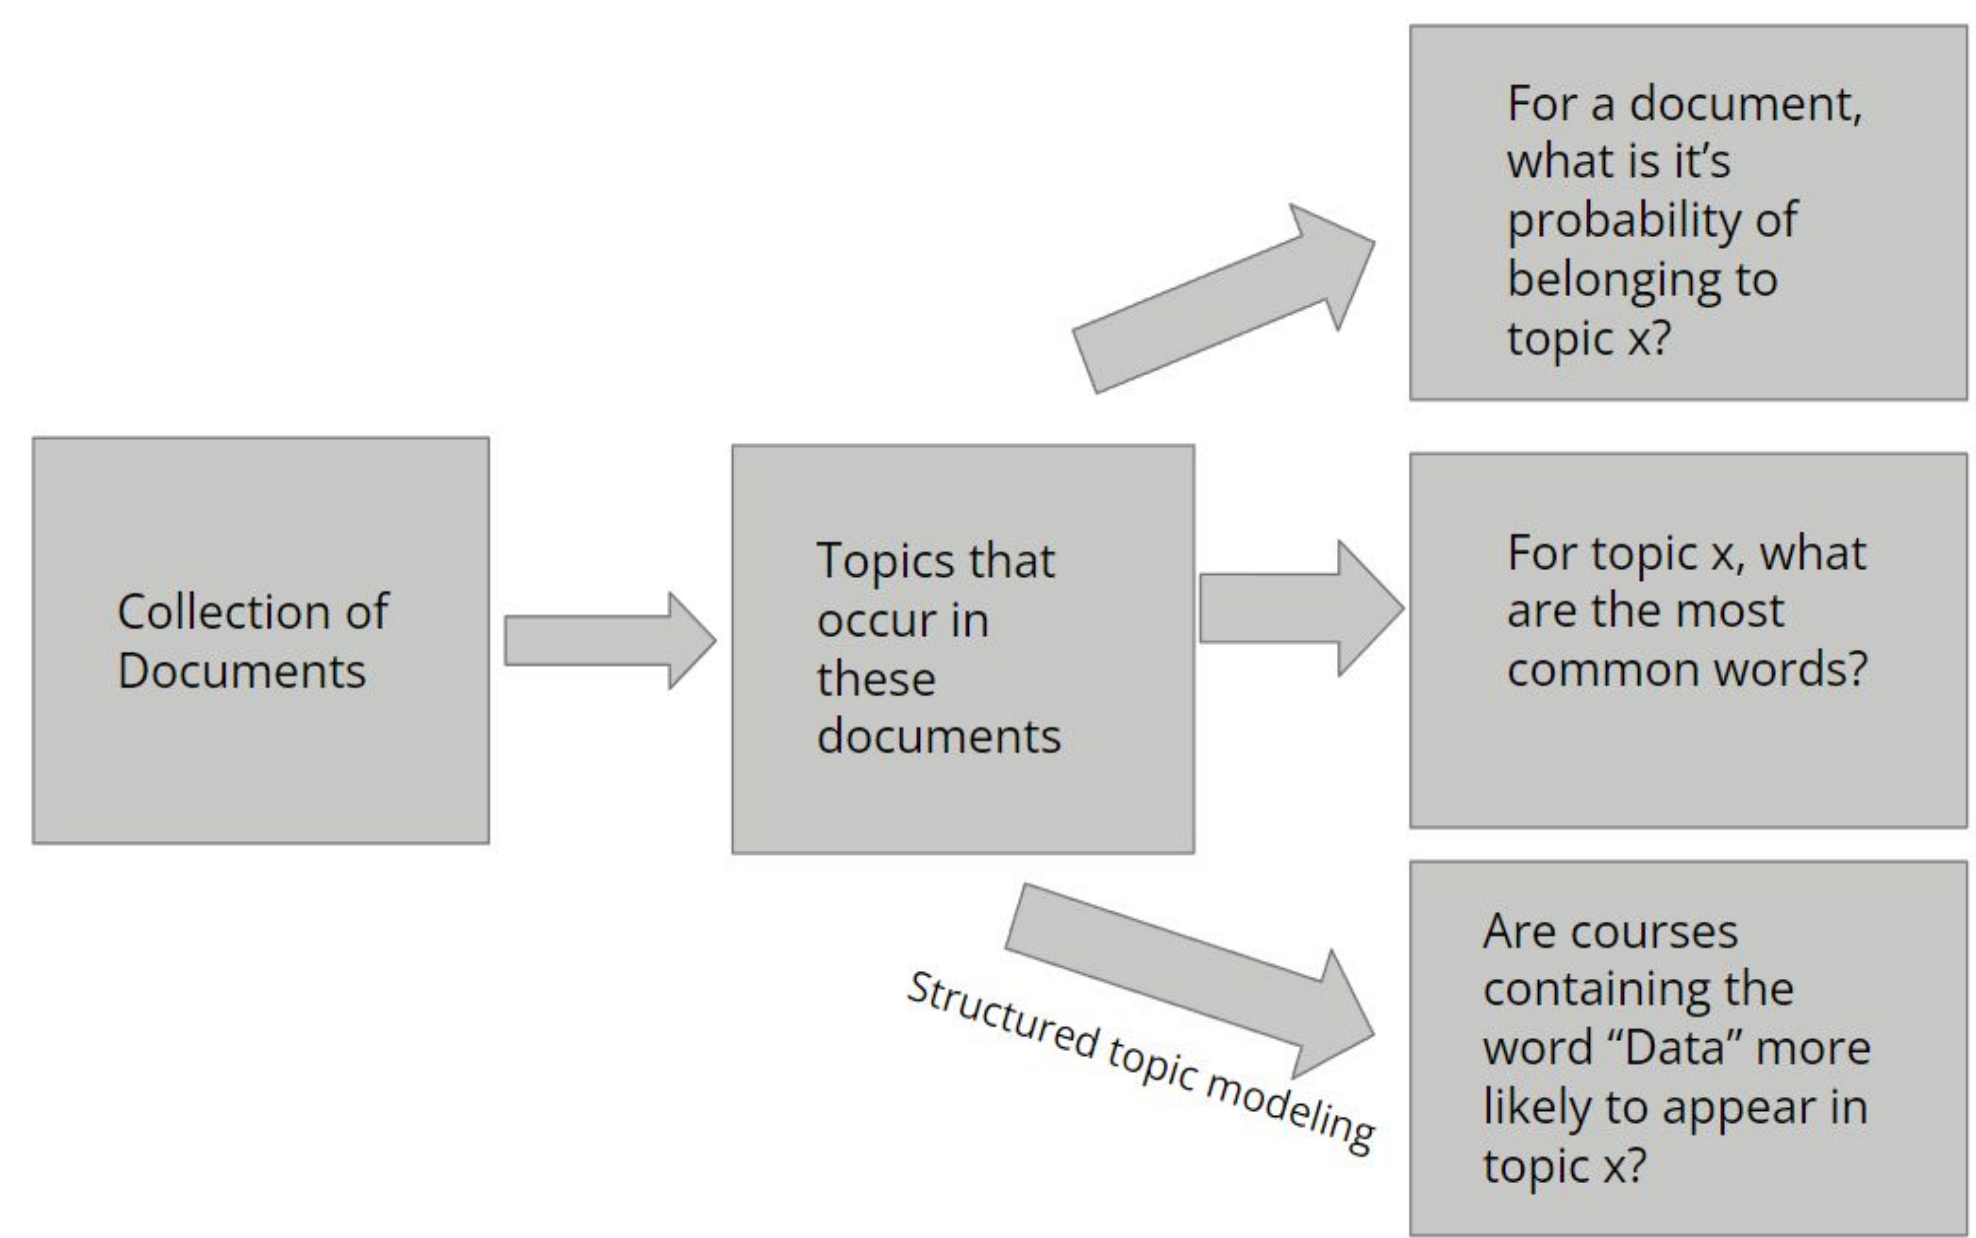 Collection of
Documents
Topics that
occur in
these
documents
For a document,
what is it’s
probability of
belonging to
topic x?
For topic x, what
are the most
common words?
Structured topic modeling
Are courses
containing the
word “Data” more
likely to appear in
topic x?